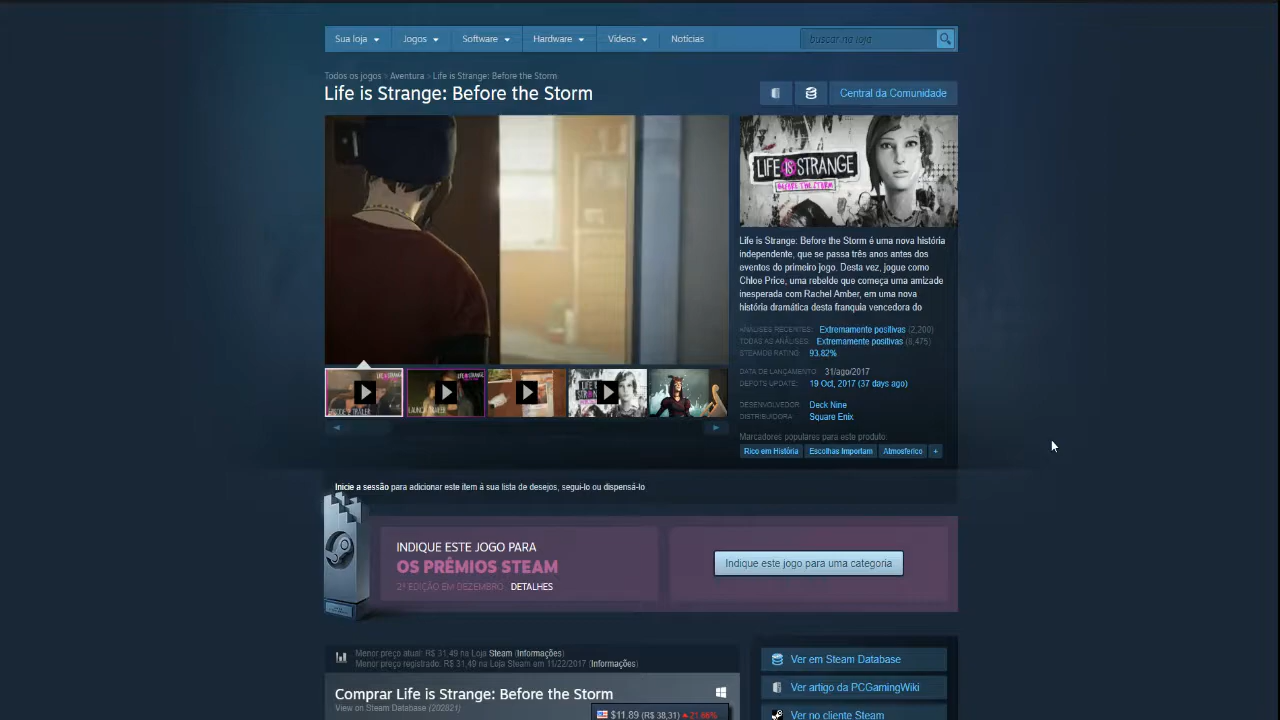 Sua loja
Jogos
Software
Hardware
Vídeos
Notícias
buscar na loja
Todos os jogos > Aventura > Life is Strange: Before the Storm
Life is Strange: Before the Storm
Central da Comunidade
LIFE IS STRANGE
BEFORE THE STORM
Life is Strange: Before the Storm é uma nova história
independente, que se passa três anos antes dos
eventos do primeiro jogo. Desta vez, jogue como
Chloe Price, uma rebelde que começa uma amizade
inesperada com Rachel Amber, em uma nova
história dramática desta franquia vencedora do
ANÁLISES RECENTES: Extremamente positivas (2,200)
TODAS AS ANÁLISES: Extremamente positivas (8,475)
STEAMDB RATING: 93.82%
DATA DE LANÇAMENTO: 31/ago/2017
DEPOTS UPDATE: 19 Oct, 2017 (37 days ago)
DESENVOLVEDOR: Deck Nine
DISTRIBUIDORA: Square Enix
Marcadores populares para este produto:
Rico em História
Escolhas Importam
Atmosférico
+
Inicie a sessão para adicionar este item à sua lista de desejos, segui-lo ou dispensá-lo
INDIQUE ESTE JOGO PARA
OS PRÊMIOS STEAM
2ª EDIÇÃO EM DEZEMBRO DETALHES
Indique este jogo para uma categoria
Menor preço atual: R$ 31,49 na Loja Steam (Informações)
Menor preço registrado: R$ 31,49 na Loja Steam em 11/22/2017 (Informações)
Comprar Life is Strange: Before the Storm
View on Steam Database (202821)
$11.89 (R$ 38,31) 21.66%
Ver em Steam Database
Ver artigo da PCGamingWiki
Ver no cliente Steam